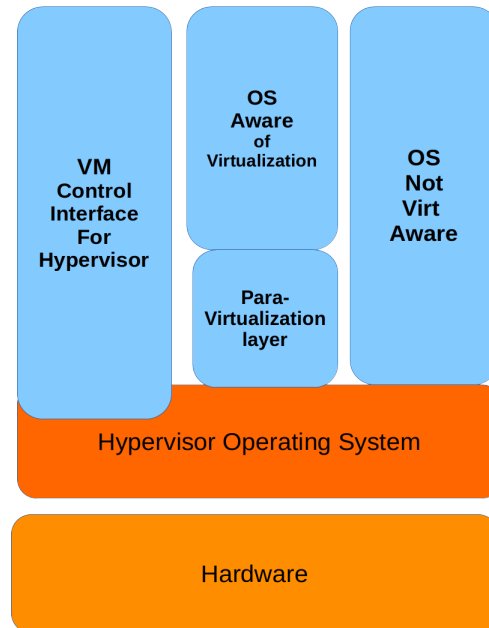 VM
Control
Interface
For
Hypervisor
OS
Aware
of
Virtualization
Para-
Virtualization
layer
OS
Not
Virt
Aware
Hypervisor Operating System
Hardware